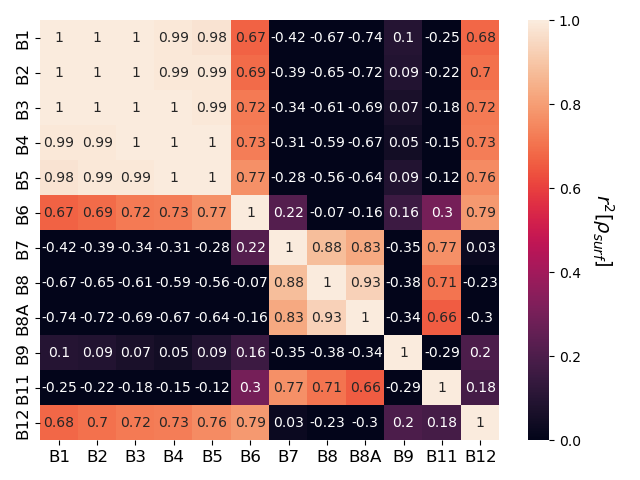 B1 1 1 1 0.99 0.98 0.67 -0.42 -0.67 -0.74 0.1 -0.25 0.68
B2 1 1 1 0.99 0.99 0.69 -0.39 -0.65 -0.72 0.09 -0.22 0.7
B3 1 1 1 1 0.99 0.72 -0.34 -0.61 -0.69 0.07 -0.18 0.72
B4 0.99 0.99 1 1 1 0.73 -0.31 -0.59 -0.67 0.05 -0.15 0.73
B5 0.98 0.99 0.99 1 1 0.77 -0.28 -0.56 -0.64 0.09 -0.12 0.76
B6 0.67 0.69 0.72 0.73 0.77 1 0.22 -0.07 -0.16 0.16 0.3 0.79
B7 -0.42 -0.39 -0.34 -0.31 -0.28 0.22 1 0.88 0.83 -0.35 0.77 0.03
B8 -0.67 -0.65 -0.61 -0.59 -0.56 -0.07 0.88 1 0.93 -0.38 0.71 -0.23
B8A -0.74 -0.72 -0.69 -0.67 -0.64 -0.16 0.83 0.93 1 -0.34 0.66 -0.3
B9 0.1 0.09 0.07 0.05 0.09 0.16 -0.35 -0.38 -0.34 1 -0.29 0.2
B11 -0.25 -0.22 -0.18 -0.15 -0.12 0.3 0.77 0.71 0.66 -0.29 1 0.18
B12 0.68 0.7 0.72 0.73 0.76 0.79 0.03 -0.23 -0.3 0.2 0.18 1
B1 B2 B3 B4 B5 B6 B7 B8 B8A B9 B11 B12
1.0
0.8
0.6
0.4
0.2
0.0
r²[ρsurf]